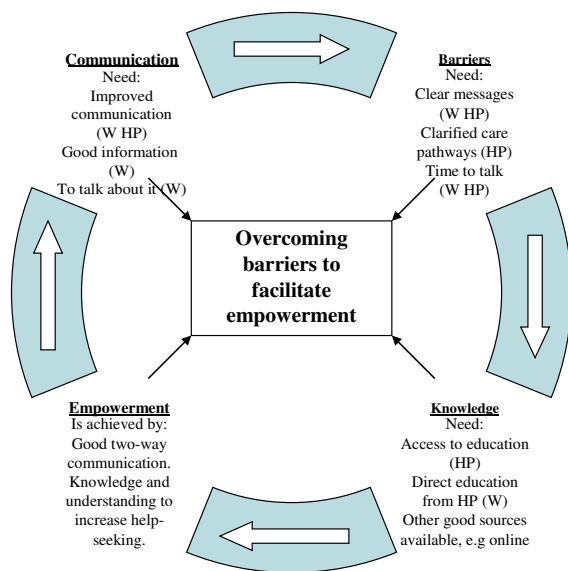 Communication
Need:
Improved
communication
(W HP)
Good information
(W)
To talk about it (W)
Barriers
Need:
Clear messages
(W HP)
Clarified care
pathways (HP)
Time to talk
(W HP)
Overcoming
barriers to
facilitate
empowerment
Empowerment
Is achieved by:
Good two-way
communication.
Knowledge and
understanding to
increase help-
seeking.
Knowledge
Need:
Access to education
(HP)
Direct education
from HP (W)
Other good sources
available, e.g online